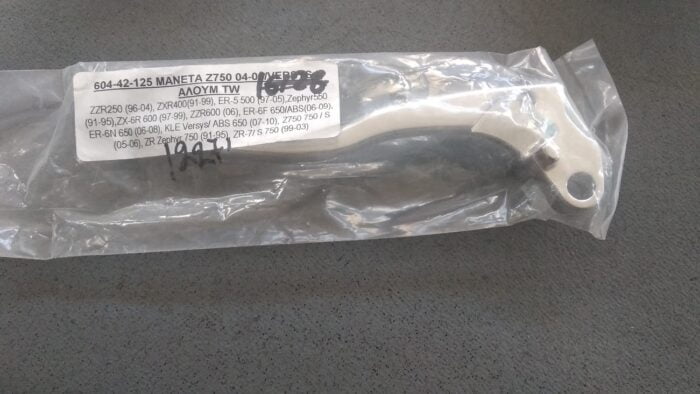 604-42-125 ΜΑΝΕΤΑ Z750 04-0
ΑΛΟΥΜ TW
ZZR250 (96-04), ZXR400(91-99), ER-5 500 (97-05),Zephyr550
(91-95),ZX-6R 600 (97-99), ZZR600 (06), ER-6F 650/ABS(06-09),
ER-6N 650 (06-08), KLE Versys/ ABS 650 (07-10), Z750 750 / S
(05-06), ZR Zephyr 750 (91-95), ZR-7/ S 750 (99-03)